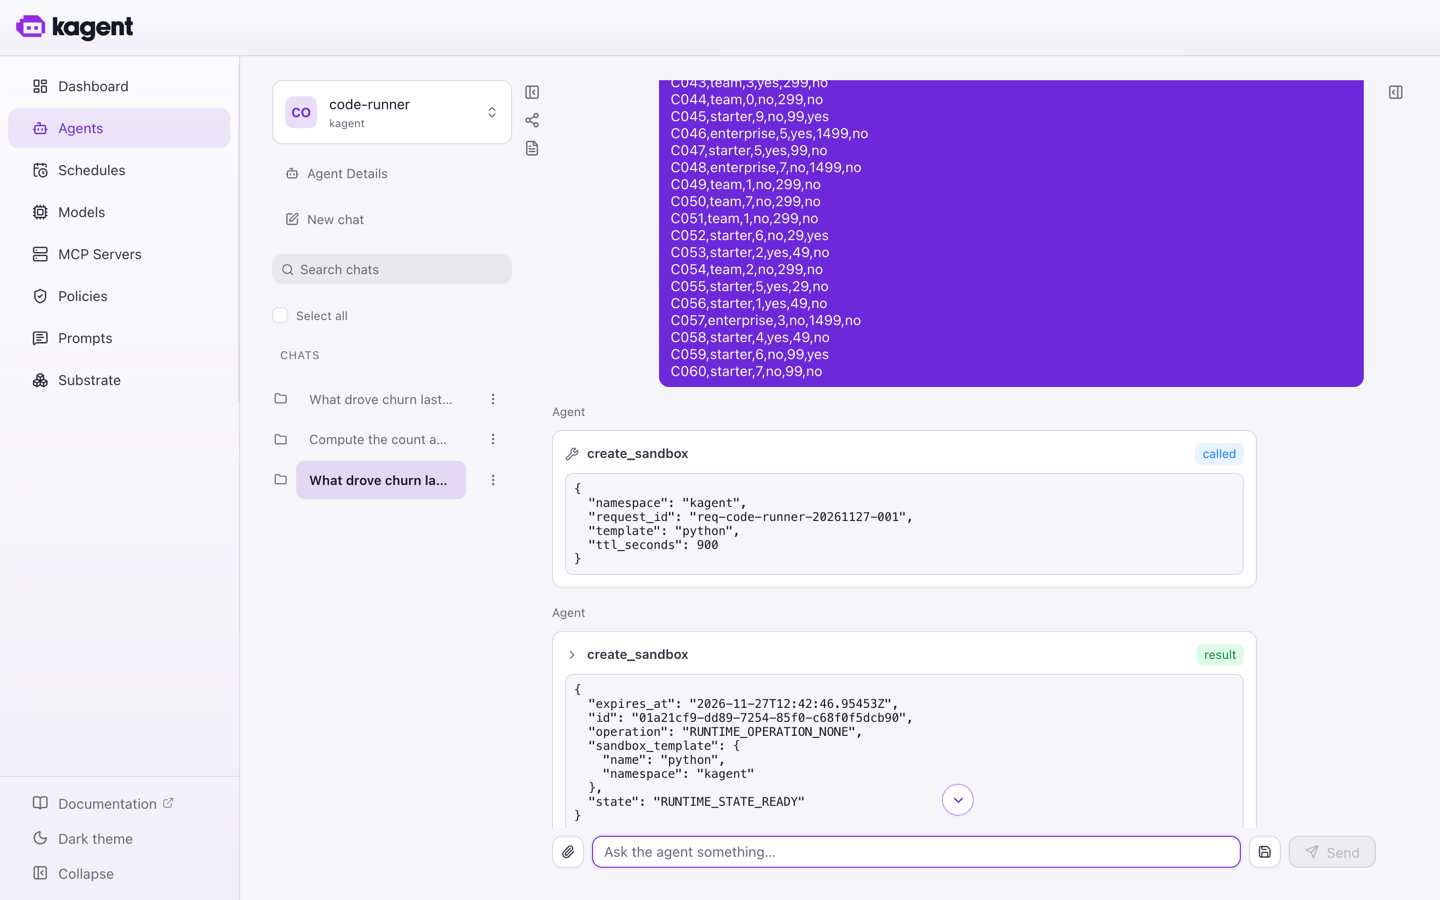 kagent
Dashboard
Agents
Schedules
Models
MCP Servers
Policies
Prompts
Substrate
Documentation
Dark theme
Collapse
CO
code-runner
kagent
Agent Details
New chat
Search chats
Select all
CHATS
What drove churn last...
Compute the count a...
What drove churn la...
C043,team,3,yes,299,no
C044,team,0,no,299,no
C045,starter,9,no,99,yes
C046,enterprise,5,yes,1499,no
C047,starter,5,yes,99,no
C048,enterprise,7,no,1499,no
C049,team,1,no,299,no
C050,team,7,no,299,no
C051,team,1,no,299,no
C052,starter,6,no,29,yes
C053,starter,2,yes,49,no
C054,team,2,no,299,no
C055,starter,5,yes,29,no
C056,starter,1,yes,49,no
C057,enterprise,3,no,1499,no
C058,starter,4,yes,49,no
C059,starter,6,no,99,yes
C060,starter,7,no,99,no
Agent
create_sandbox
called
{
"namespace": "kagent",
"request_id": "req-code-runner-20261127-001",
"template": "python",
"ttl_seconds": 900
}
Agent
create_sandbox
result
{
"expires_at": "2026-11-27T12:42:46.95453Z",
"id": "01a21cf9-dd89-7254-85f0-c68f0f5dcb90",
"operation": "RUNTIME_OPERATION_NONE",
"sandbox_template": {
"name": "python",
"namespace": "kagent"
},
"state": "RUNTIME_STATE_READY"
}
Ask the agent something...
Send